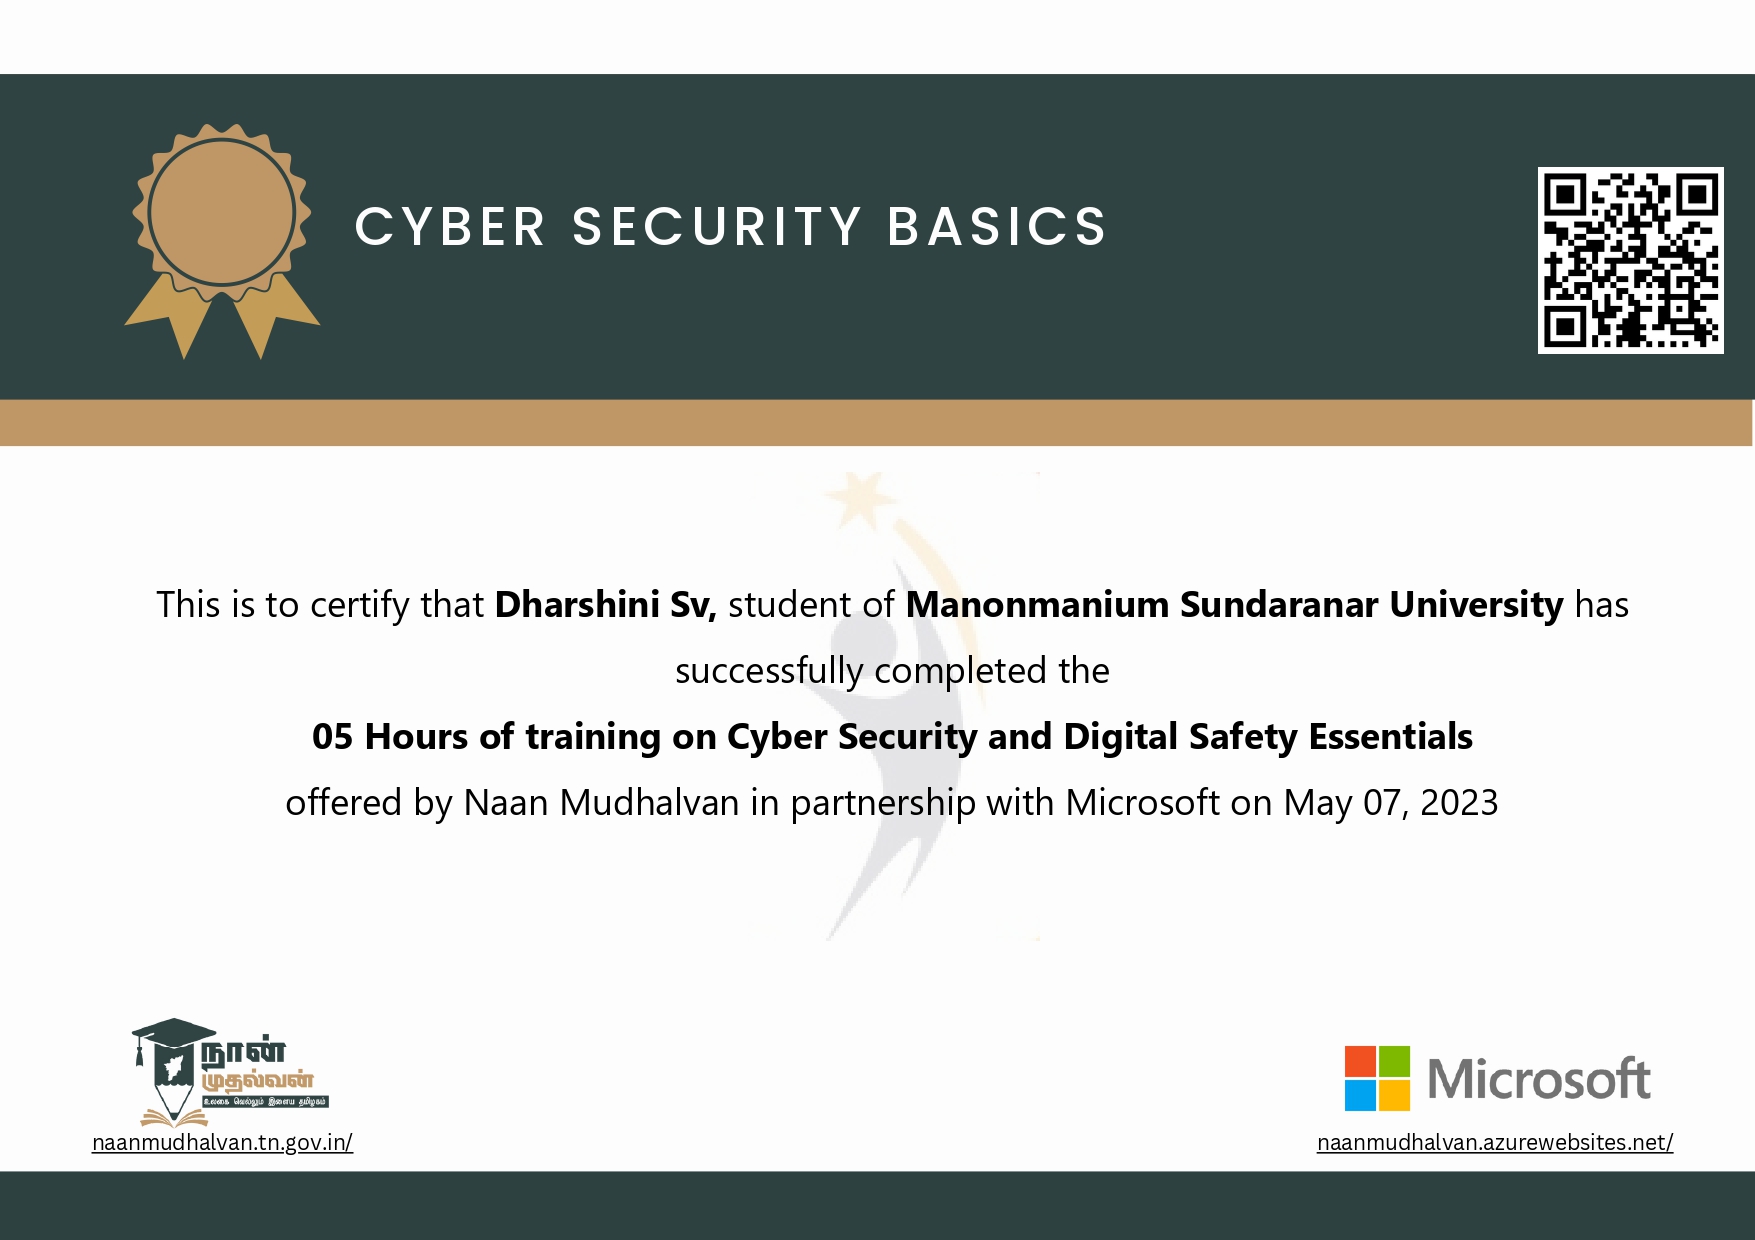 CYBER SECURITY BASICS
This is to certify that Dharshini Sv, student of Manonmanium Sundaranar University has
successfully completed the
05 Hours of training on Cyber Security and Digital Safety Essentials
offered by Naan Mudhalvan in partnership with Microsoft on May 07, 2023
நான்
முதல்வன்
உலகை வெல்லும் இளைய தமிழகம்
naanmudhalvan.tn.gov.in/
Microsoft
naanmudhalvan.azurewebsites.net/